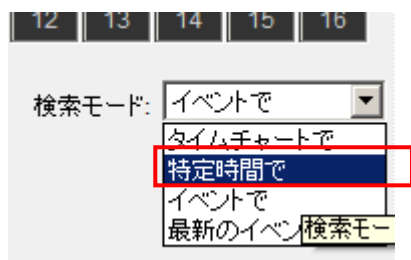 12 13 14 15 16
検索モード: イベントで
タイムチャートで
特定時間で
イベントで
最新のイベン
検索モー